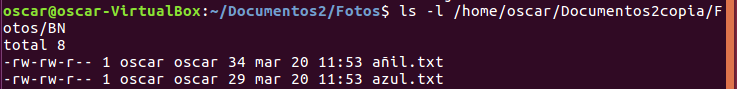 oscar@oscar-VirtualBox:~/Documentos2/Fotos$ ls -l /home/oscar/Documentos2copia/F
otos/BN
total 8
-rw-rw-r-- 1 oscar oscar 34 mar 20 11:53 añil.txt
-rw-rw-r-- 1 oscar oscar 29 mar 20 11:53 azul.txt